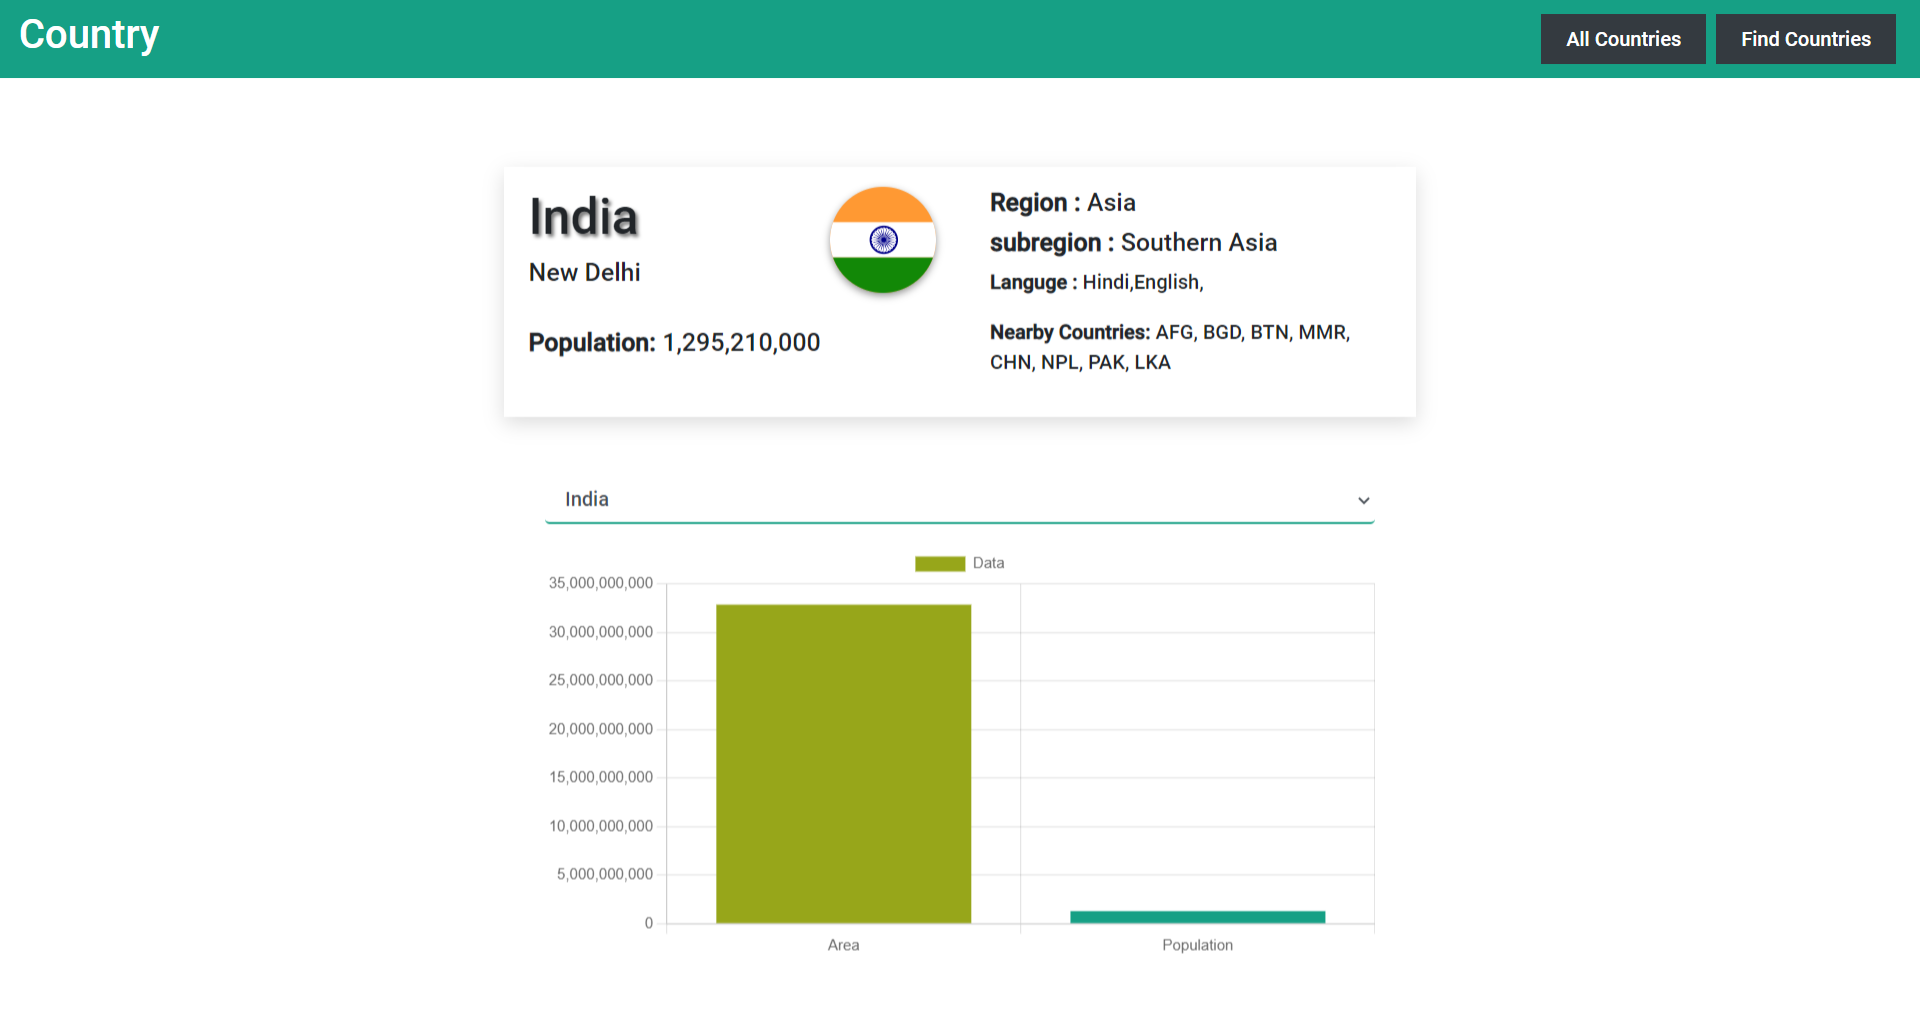 Country
All Countries
Find Countries
India
New Delhi
Population: 1,295,210,000
Region : Asia
subregion : Southern Asia
Languge : Hindi,English,
Nearby Countries: AFG, BGD, BTN, MMR,
CHN, NPL, PAK, LKA
India
Data
35,000,000,000
30,000,000,000
25,000,000,000
20,000,000,000
15,000,000,000
10,000,000,000
5,000,000,000
0
Area
Population